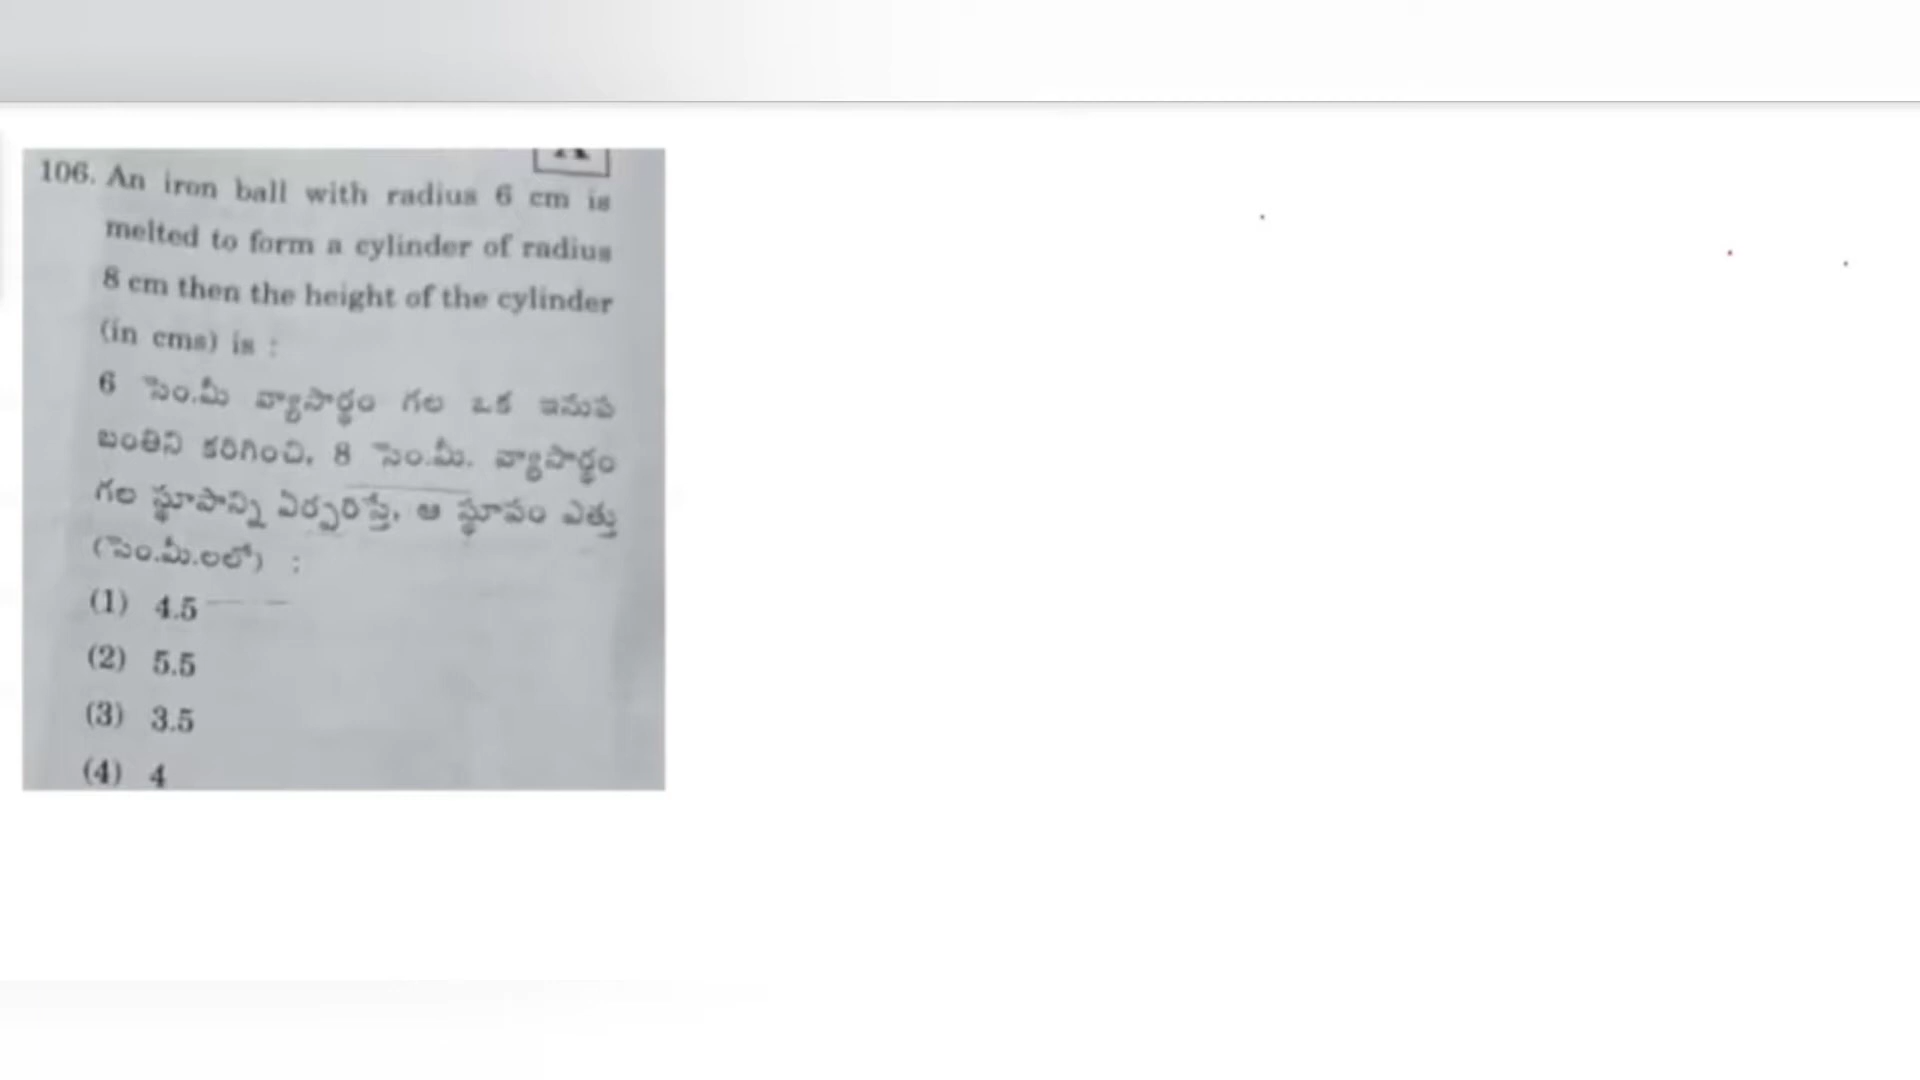 106. An iron ball with radius 6 cm is
melted to form a cylinder of radius
8 cm then the height of the cylinder
(in cms) is :
6 సెం.మీ వ్యాసార్థం గల ఒక ఇనుప
బంతిని కరిగించి, 8 సెం.మీ. వ్యాసార్థం
గల స్థూపాన్ని ఏర్పరిస్తే, ఆ స్థూపం ఎత్తు
(సెం.మీ.లలో) :
(1) 4.5
(2) 5.5
(3) 3.5
(4) 4